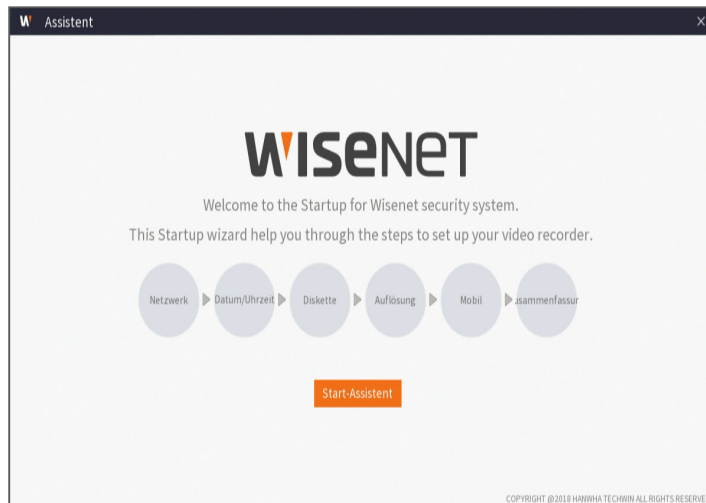 Assistent
WISENET
Welcome to the Startup for Wisenet security system.
This Startup wizard help you through the steps to set up your video recorder.
Netzwerk
Datum/Uhrzeit
Diskette
Auflösung
Mobil
usammenfassur
Start-Assistent
COPYRIGHT @2018 HANWHA TECHWIN ALL RIGHTS RESERVE